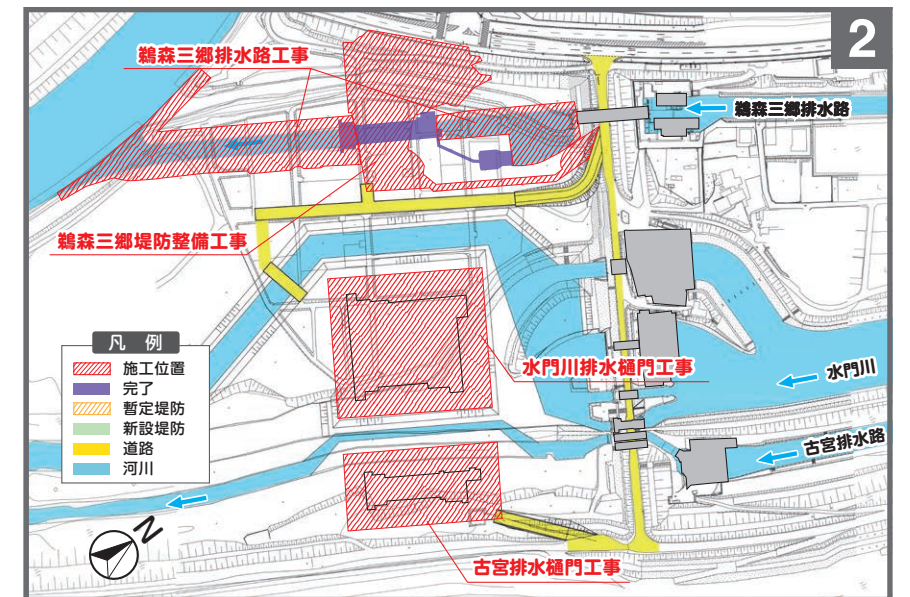 2
鵜森三郷排水路工事
鵜森三郷排水路
鵜森三郷堤防整備工事
水門川排水樋門工事
水門川
古宮排水路
古宮排水樋門工事
凡 例
施工位置
完了
暫定堤防
新設堤防
道路
河川
N